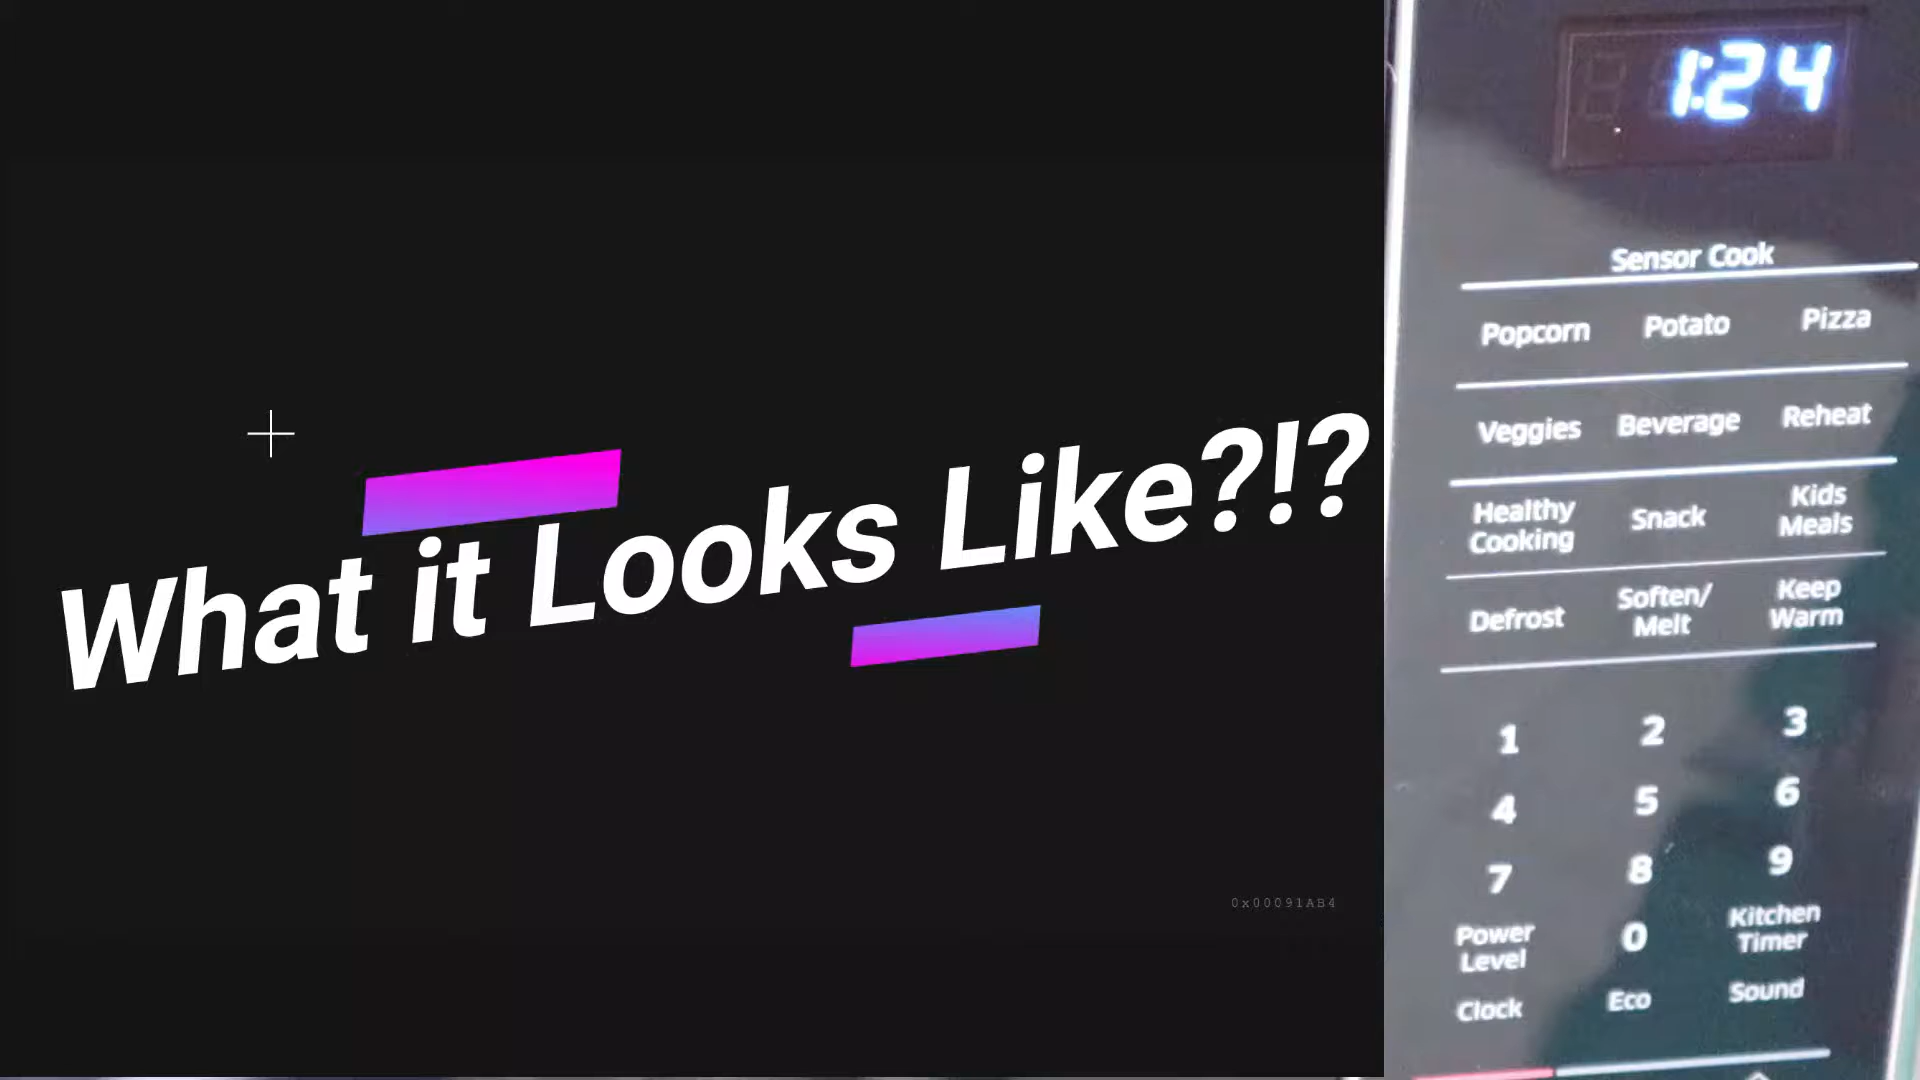 What it Looks Like?!?
0x00091AB4
1:24
Sensor Cook
Popcorn Potato Pizza
Veggies Beverage Reheat
Healthy Cooking Snack Kids Meals
Defrost Soften/ Melt Keep Warm
1 2 3
4 5 6
7 8 9
Power Level 0 Kitchen Timer
Clock Eco Sound